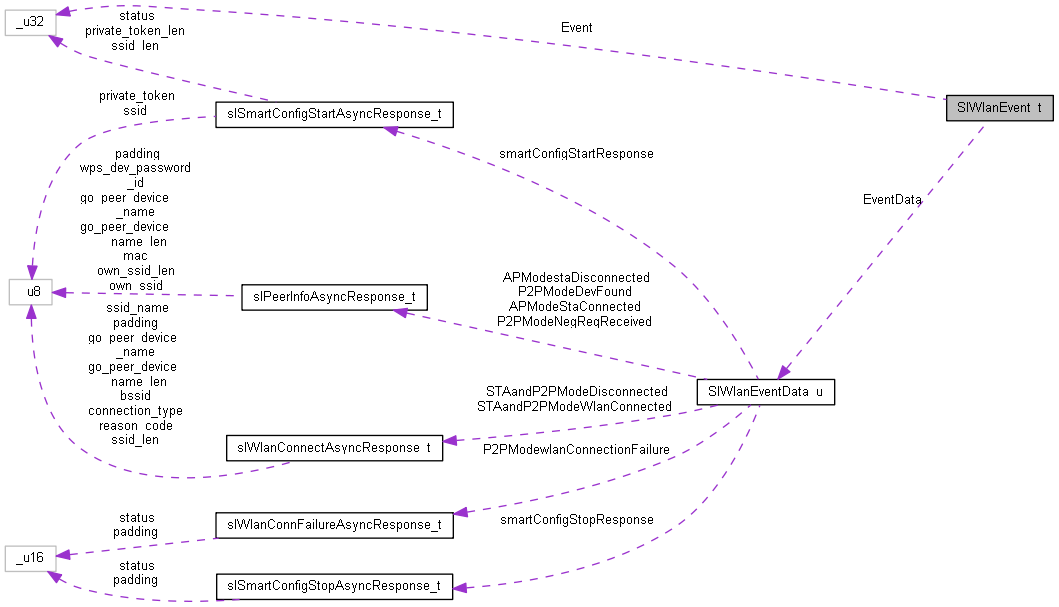 _u32
status
private_token_len
ssid_len
Event
SlWlanEvent_t
private_token
ssid
slSmartConfigStartAsyncResponse_t
smartConfigStartResponse
EventData
padding
wps_dev_password
_id
go_peer_device
_name
go_peer_device
name_len
mac
own_ssid_len
own_ssid
_u8
slPeerInfoAsyncResponse_t
APModestaDisconnected
P2PModeDevFound
APModeStaConnected
P2PModeNegReqReceived
ssid_name
padding
go_peer_device
_name
go_peer_device
name_len
bssid
connection_type
reason_code
ssid_len
STAandP2PModeDisconnected
STAandP2PModeWlanConnected
SlWlanEventData_u
slWlanConnectAsyncResponse_t
P2PModewlanConnectionFailure
status
padding
slWlanConnFailureAsyncResponse_t
smartConfigStopResponse
_u16
status
padding
slSmartConfigStopAsyncResponse_t